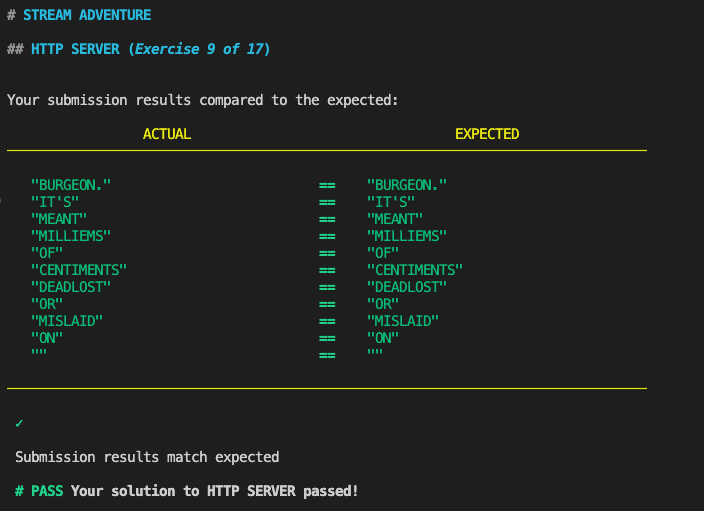 # STREAM ADVENTURE
## HTTP SERVER (Exercise 9 of 17)
Your submission results compared to the expected:
ACTUAL EXPECTED
"BURGEON." == "BURGEON."
"IT'S" == "IT'S"
"MEANT" == "MEANT"
"MILLIEMS" == "MILLIEMS"
"OF" == "OF"
"CENTIMENTS" == "CENTIMENTS"
"DEADLOST" == "DEADLOST"
"OR" == "OR"
"MISLAID" == "MISLAID"
"ON" == "ON"
"" == ""
✓
Submission results match expected
# PASS Your solution to HTTP SERVER passed!